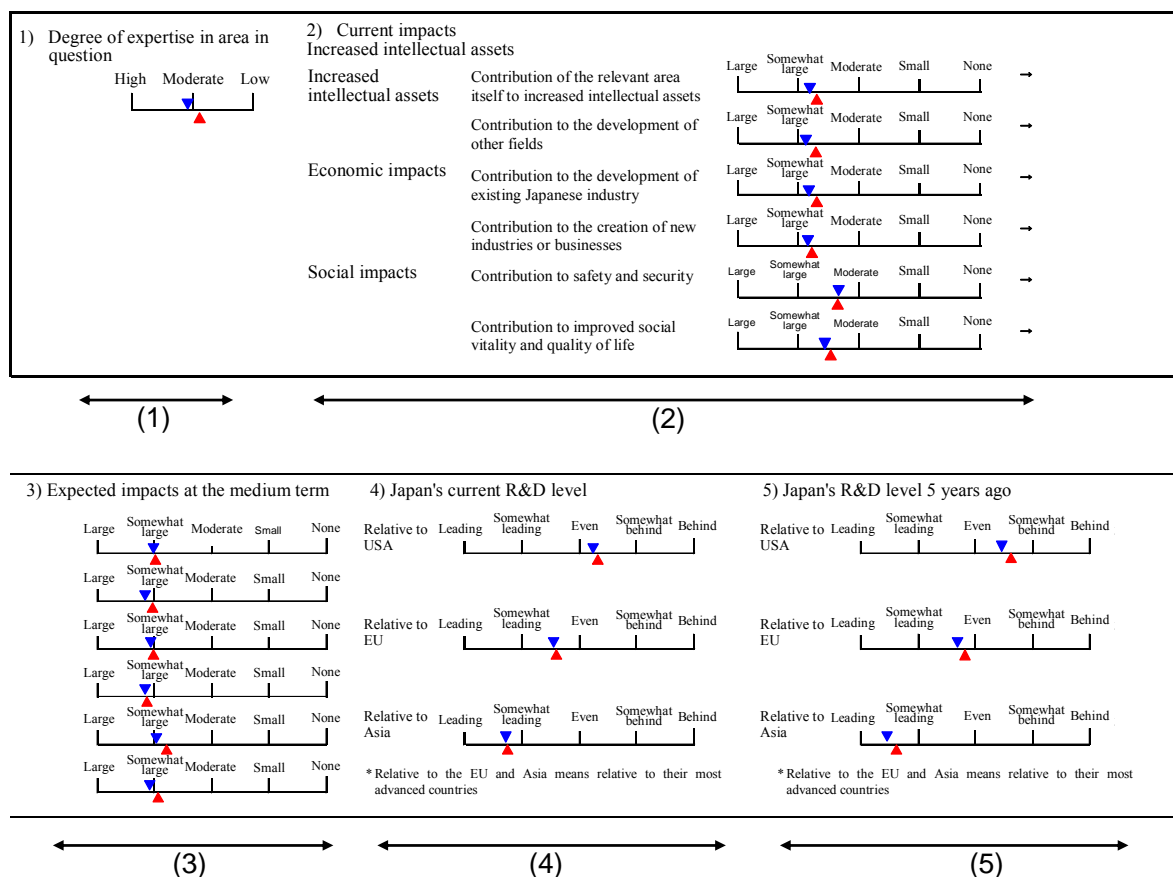 1) Degree of expertise in area in
question
High Moderate Low
2) Current impacts
Increased intellectual assets
Increased
intellectual assets
Contribution of the relevant area
itself to increased intellectual assets
Large Somewhat
large Moderate Small None →
Contribution to the development of
other fields
Large Somewhat
large Moderate Small None →
Economic impacts
Contribution to the development of
existing Japanese industry
Large Somewhat
large Moderate Small None →
Contribution to the creation of new
industries or businesses
Large Somewhat
large Moderate Small None →
Social impacts
Contribution to safety and security
Large Somewhat
large Moderate Small None →
Contribution to improved social
vitality and quality of life
Large Somewhat
large Moderate Small None →
(1)
(2)
3) Expected impacts at the medium term
Large Somewhat
large Moderate Small None
Large Somewhat
large Moderate Small None
Large Somewhat
large Moderate Small None
Large Somewhat
large Moderate Small None
Large Somewhat
large Moderate Small None
Large Somewhat
large Moderate Small None
4) Japan's current R&D level
Relative to
USA
Leading Somewhat
leading Even Somewhat
behind Behind
Relative to
EU
Leading Somewhat
leading Even Somewhat
behind Behind
Relative to
Asia
Leading Somewhat
leading Even Somewhat
behind Behind
* Relative to the EU and Asia means relative to their most
advanced countries
5) Japan's R&D level 5 years ago
Relative to
USA
Leading Somewhat
leading Even Somewhat
behind Behind
Relative to
EU
Leading Somewhat
leading Even Somewhat
behind Behind
Relative to
Asia
Leading Somewhat
leading Even Somewhat
behind Behind
* Relative to the EU and Asia means relative to their most
advanced countries
(3)
(4)
(5)